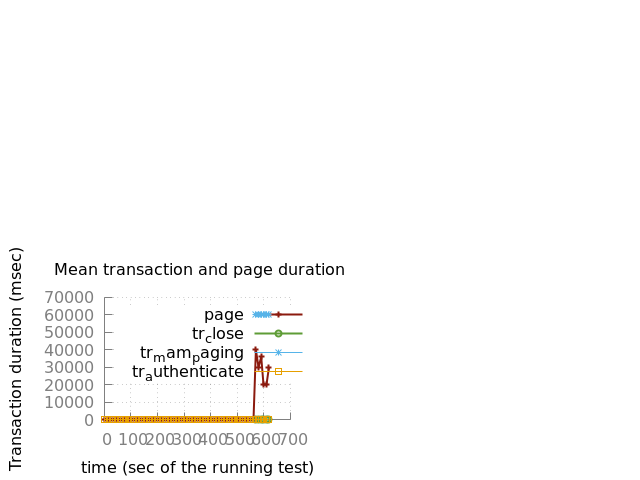 Mean transaction and page duration
Transaction duration (msec)
70000
60000
50000
40000
30000
20000
10000
0
page
tr_close
tr_mam_paging
tr_authenticate
0 100 200 300 400 500 600 700
time (sec of the running test)